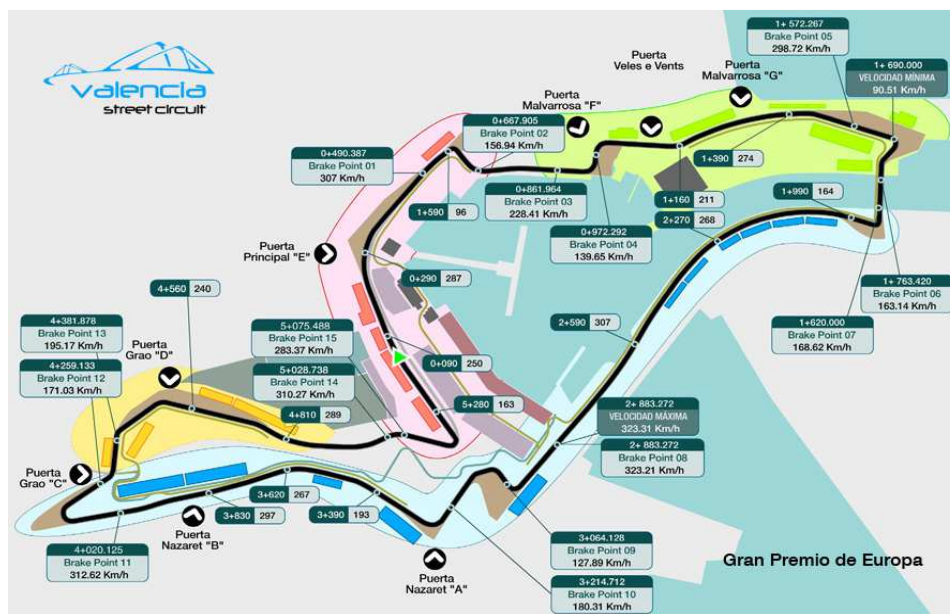 valencia
street circuit
Puerta
Veles e Vents
Puerta
Malvarrosa "G"
1+ 572.267
Brake Point 05
298.72 Km/h
1+ 690.000
VELOCIDAD MÍNIMA
90.51 Km/h
Puerta
Malvarrosa "F"
0+667.905
Brake Point 02
156.94 Km/h
0+490.387
Brake Point 01
307 Km/h
1+390 274
0+861.964
Brake Point 03
228.41 Km/h
1+160 211
1+990 164
1+590 96
2+270 268
0+972.292
Brake Point 04
139.65 Km/h
Puerta
Principal "E"
0+290 287
1+ 763.420
Brake Point 06
163.14 Km/h
4+560 240
1+620.000
Brake Point 07
168.62 Km/h
4+381.878
Brake Point 13
195.17 Km/h
5+075.488
Brake Point 15
283.37 Km/h
2+590 307
Puerta
Grao "D"
4+259.133
Brake Point 12
171.03 Km/h
0+090 250
5+028.738
Brake Point 14
310.27 Km/h
4+810 289
5+280 163
2+ 883.272
VELOCIDAD MÁXIMA
323.31 Km/h
2+ 883.272
Brake Point 08
323.21 Km/h
Puerta
Grao "C"
3+620 267
3+830 297
3+390 193
Puerta
Nazaret "B"
4+020.125
Brake Point 11
312.62 Km/h
3+064.128
Brake Point 09
127.89 Km/h
Puerta
Nazaret "A"
3+214.712
Brake Point 10
180.31 Km/h
Gran Premio de Europa